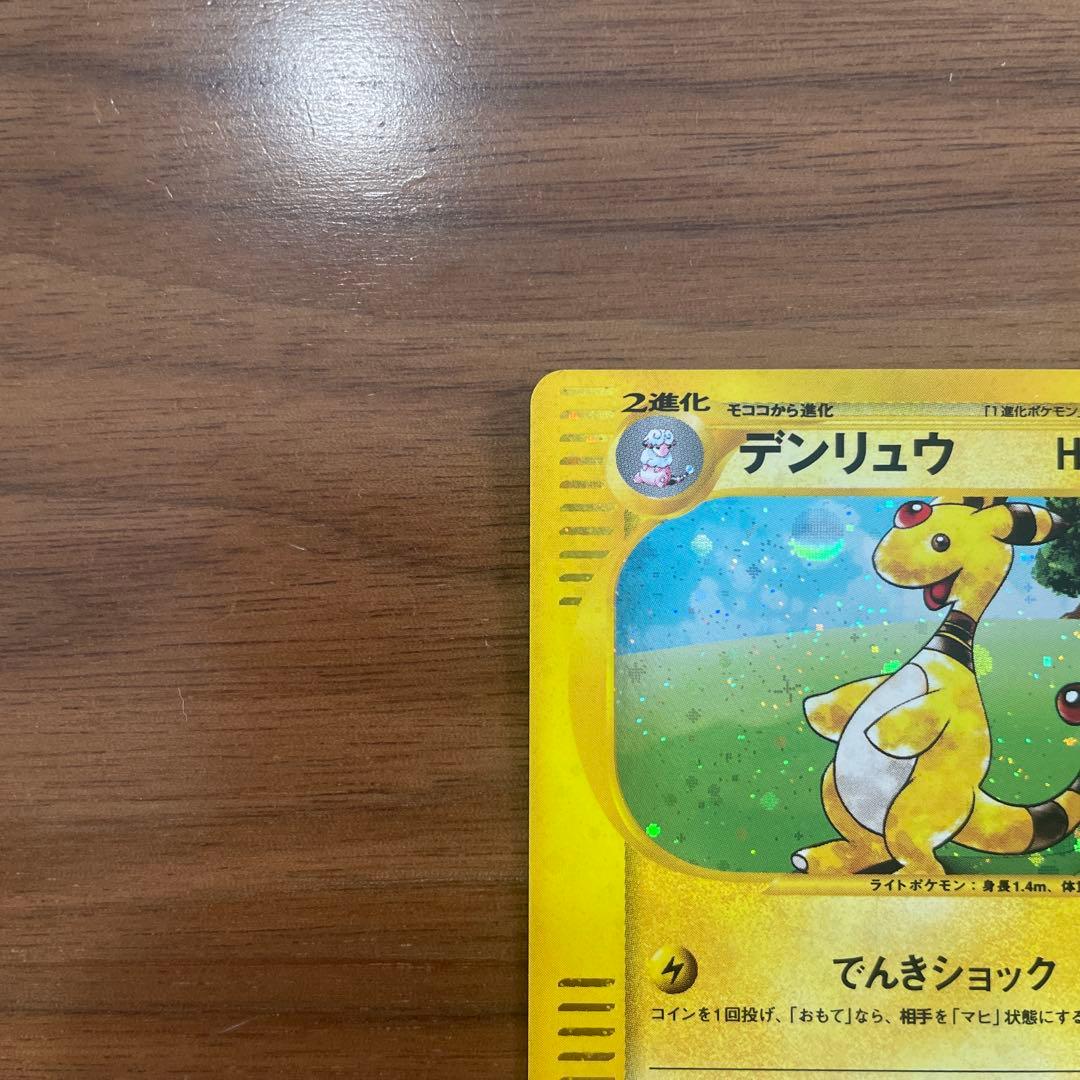 2進化
モココから進化 「1進化ポケモン
デンリュウ H
ライトポケモン：身長1.4m、体
でんきショック
コインを1回投げ、「おもて」なら、相手を「マヒ」状態にする